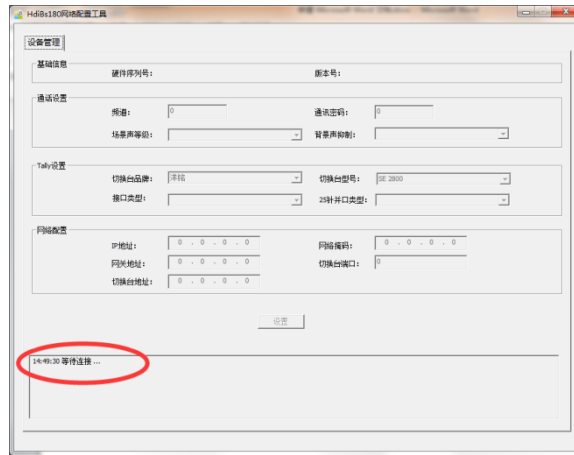 HdiBs180网络配置工具
设备管理
基础信息
硬件序列号： 版本号：
通话设置
频道： 0 通讯密码： 0
场景声等级： 背景声抑制：
Tally设置
切换台品牌： 洋铭 切换台型号： SE 2800
接口类型： 25针并口类型：
网络配置
IP地址： 0 . 0 . 0 . 0 网络掩码： 0 . 0 . 0 . 0
网关地址： 0 . 0 . 0 . 0 切换台端口： 0
切换台地址： 0 . 0 . 0 . 0
设置
14:49:30 等待连接 ...